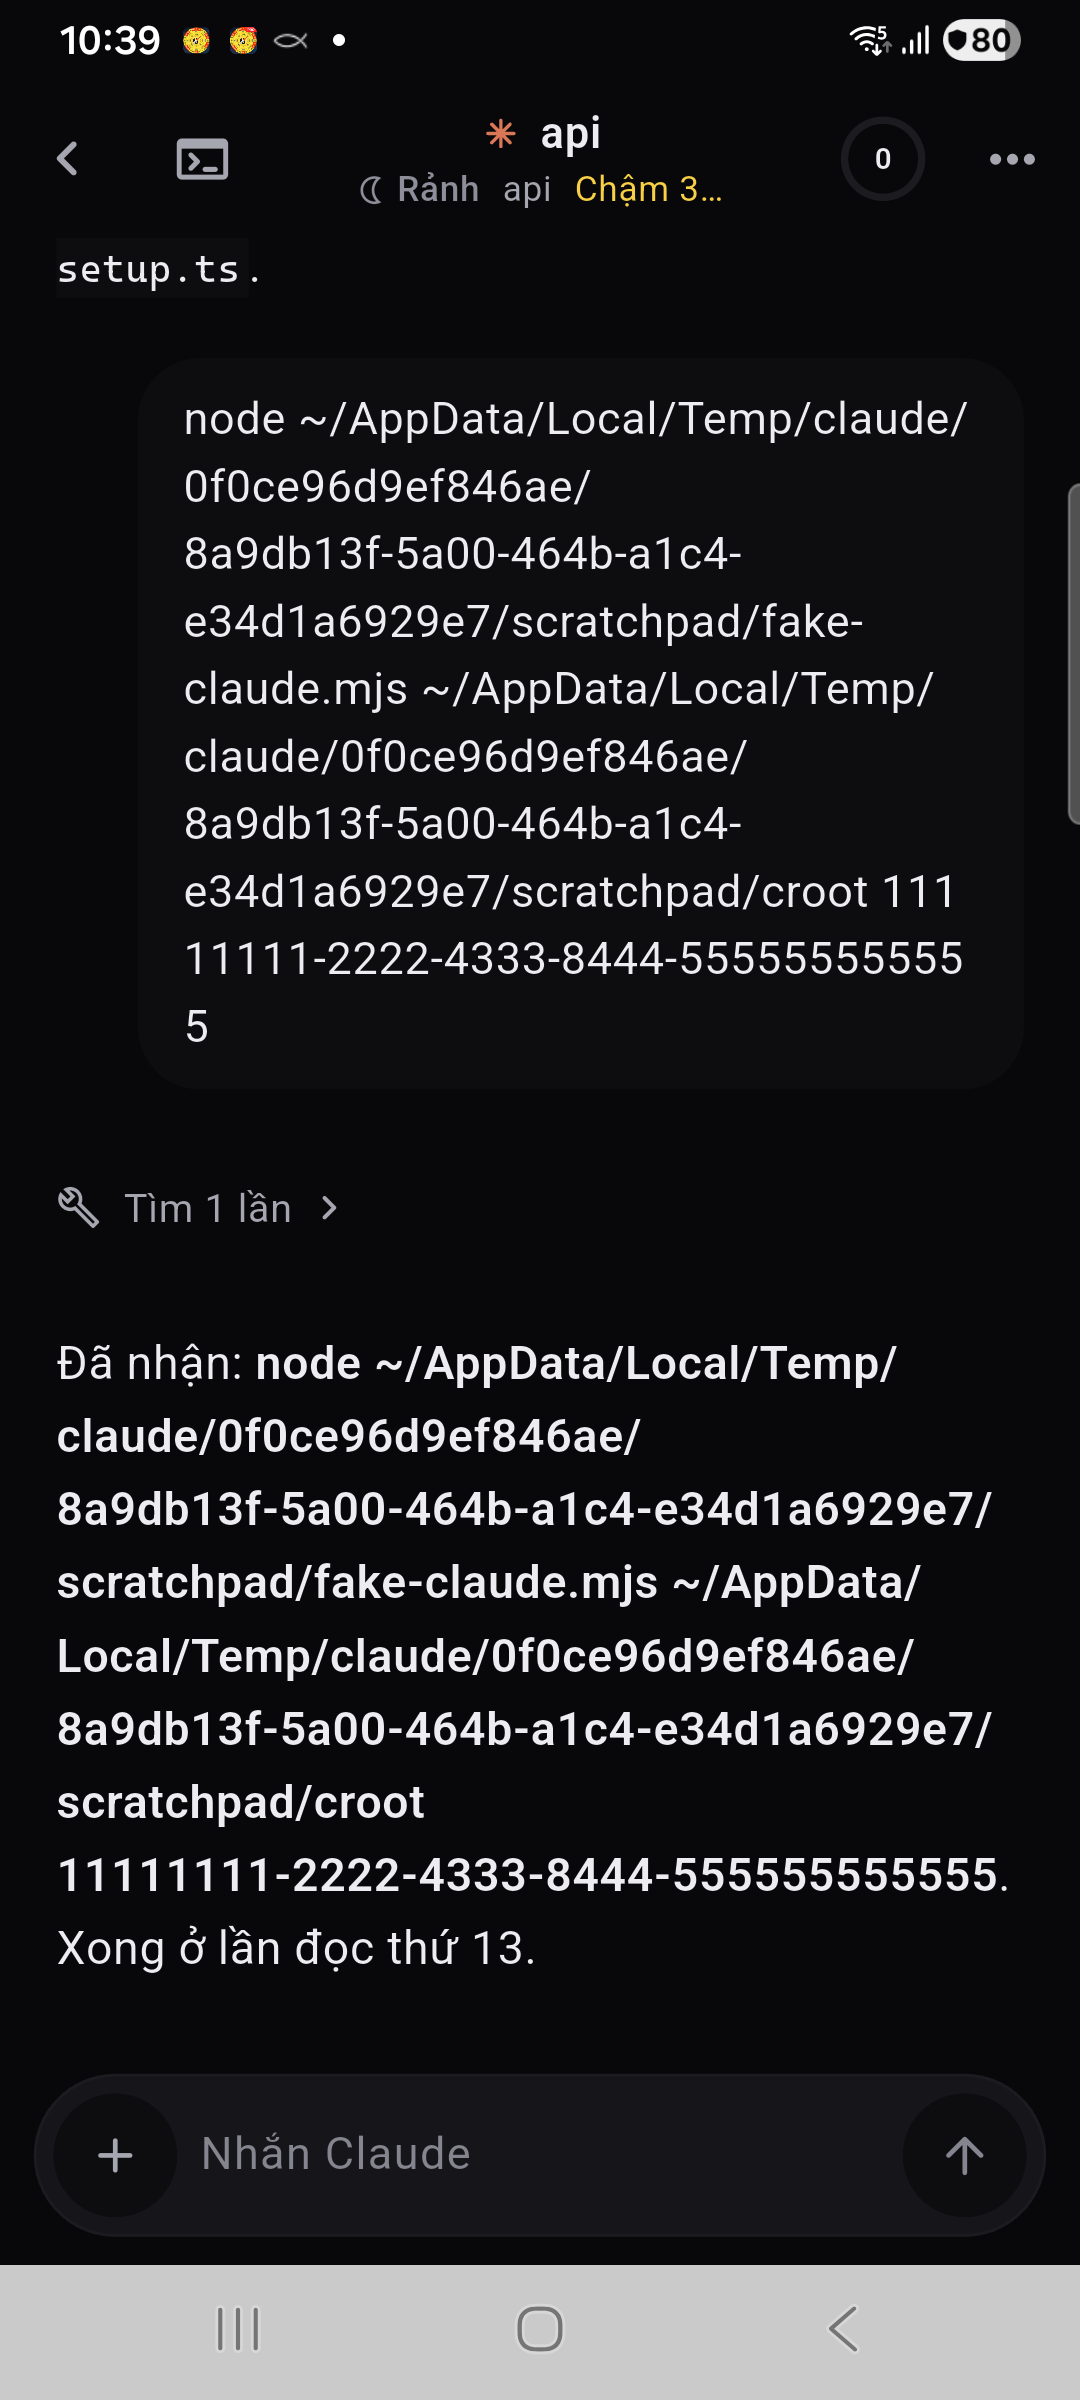 10:39
5
80
api
0
Rảnh api Chậm 3...
setup.ts.
node ~/AppData/Local/Temp/claude/
0f0ce96d9ef846ae/
8a9db13f-5a00-464b-a1c4-
e34d1a6929e7/scratchpad/fake-
claude.mjs ~/AppData/Local/Temp/
claude/0f0ce96d9ef846ae/
8a9db13f-5a00-464b-a1c4-
e34d1a6929e7/scratchpad/croot 111
11111-2222-4333-8444-55555555555
5
Tìm 1 lần
Đã nhận: node ~/AppData/Local/Temp/
claude/0f0ce96d9ef846ae/
8a9db13f-5a00-464b-a1c4-e34d1a6929e7/
scratchpad/fake-claude.mjs ~/AppData/
Local/Temp/claude/0f0ce96d9ef846ae/
8a9db13f-5a00-464b-a1c4-e34d1a6929e7/
scratchpad/croot
11111111-2222-4333-8444-555555555555.
Xong ở lần đọc thứ 13.
Nhắn Claude